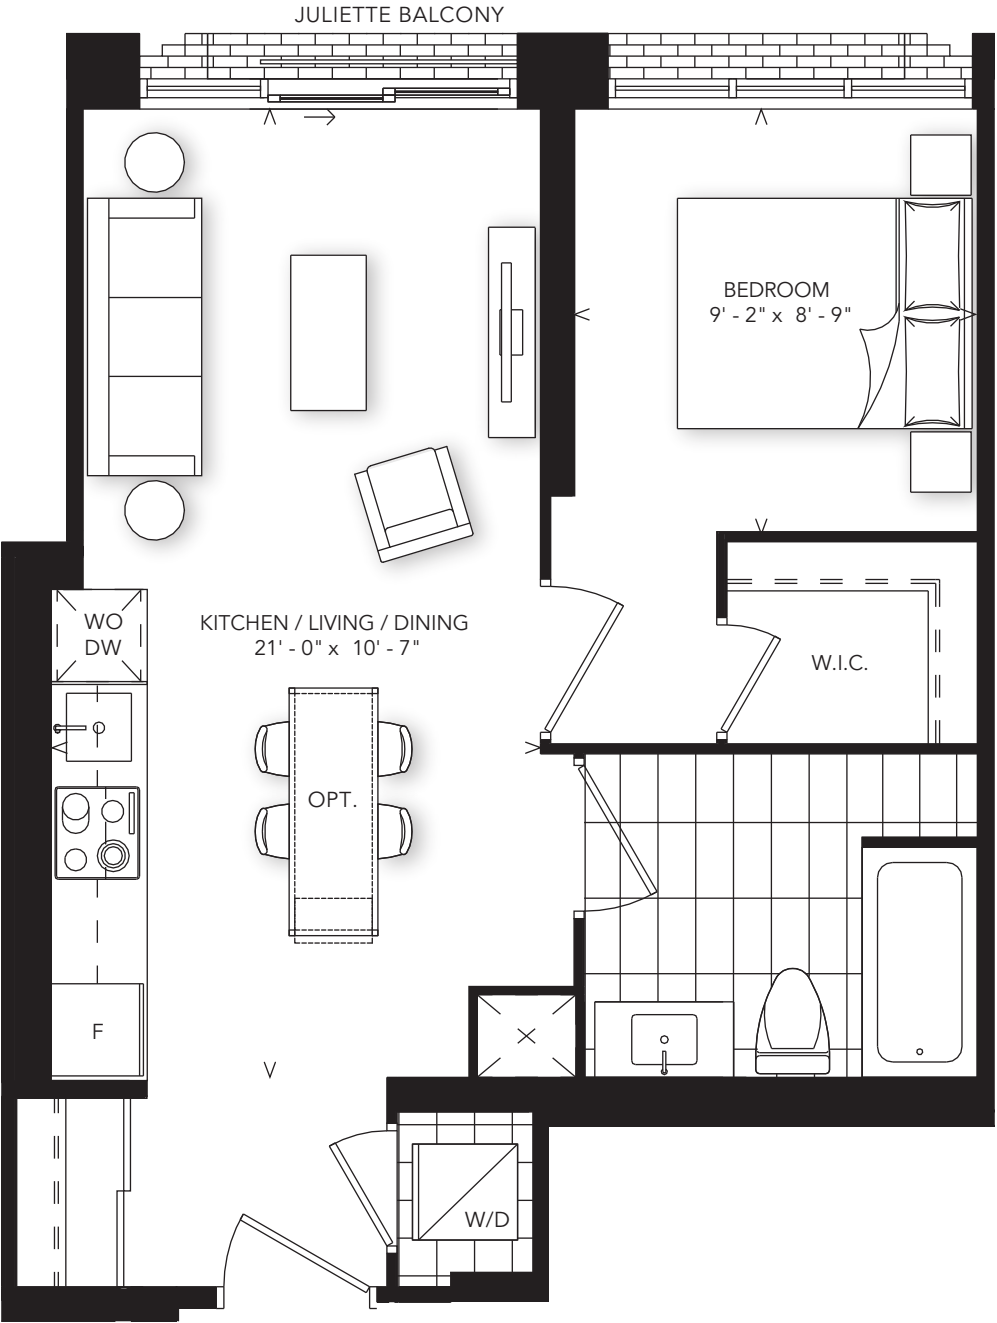 JULIETTE BALCONY
BEDROOM
9' - 2" x 8' - 9"
WO
DW
KITCHEN / LIVING / DINING
21' - 0" x 10' - 7"
W.I.C.
OPT.
F
W/D